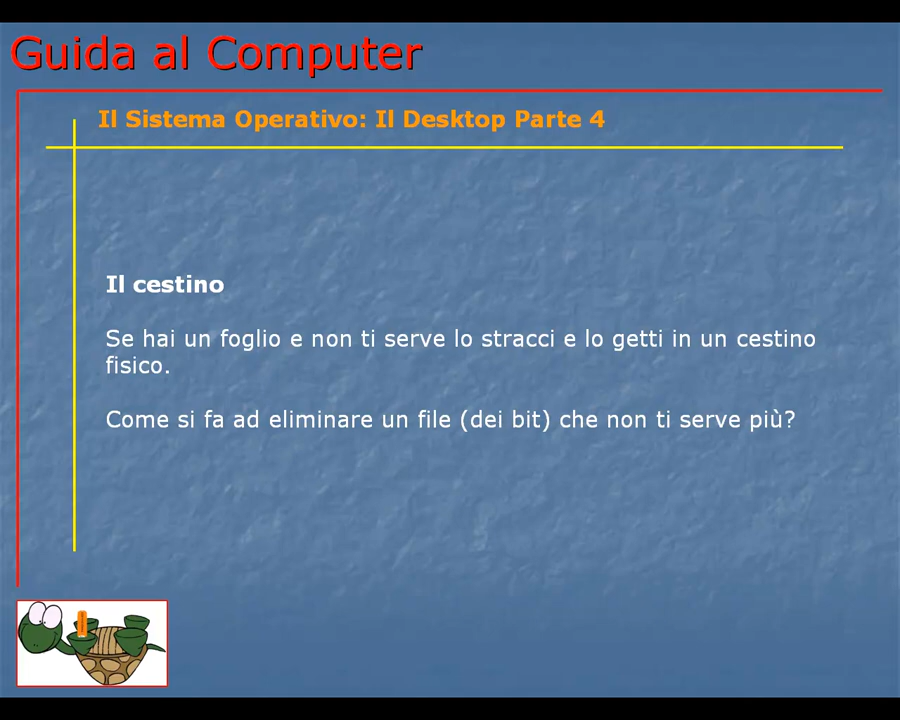 Guida al Computer
Il Sistema Operativo: Il Desktop Parte 4
Il cestino
Se hai un foglio e non ti serve lo stracci e lo getti in un cestino
fisico.
Come si fa ad eliminare un file (dei bit) che non ti serve più?